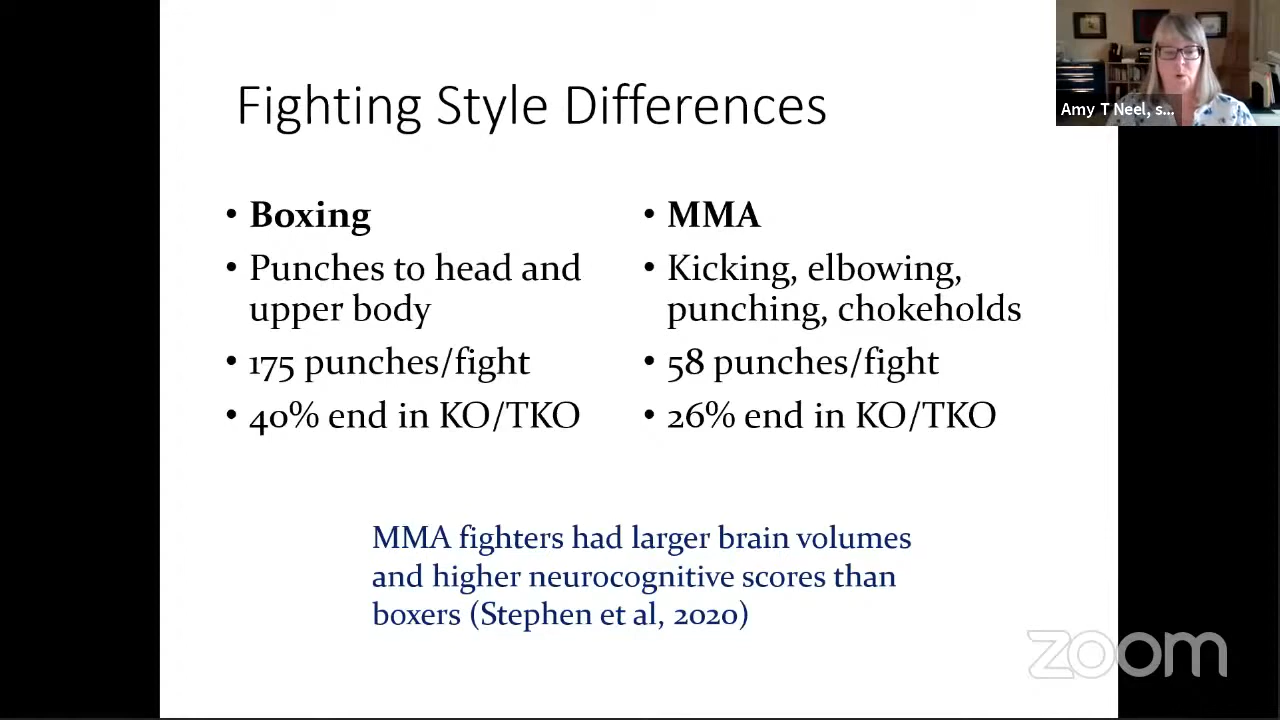 Fighting Style Differences
• Boxing
• Punches to head and
upper body
• 175 punches/fight
• 40% end in KO/TKO
• MMA
• Kicking, elbowing,
punching, chokeholds
• 58 punches/fight
• 26% end in KO/TKO
MMA fighters had larger brain volumes
and higher neurocognitive scores than
boxers (Stephen et al, 2020)
Amy T Neel, s...
zoom